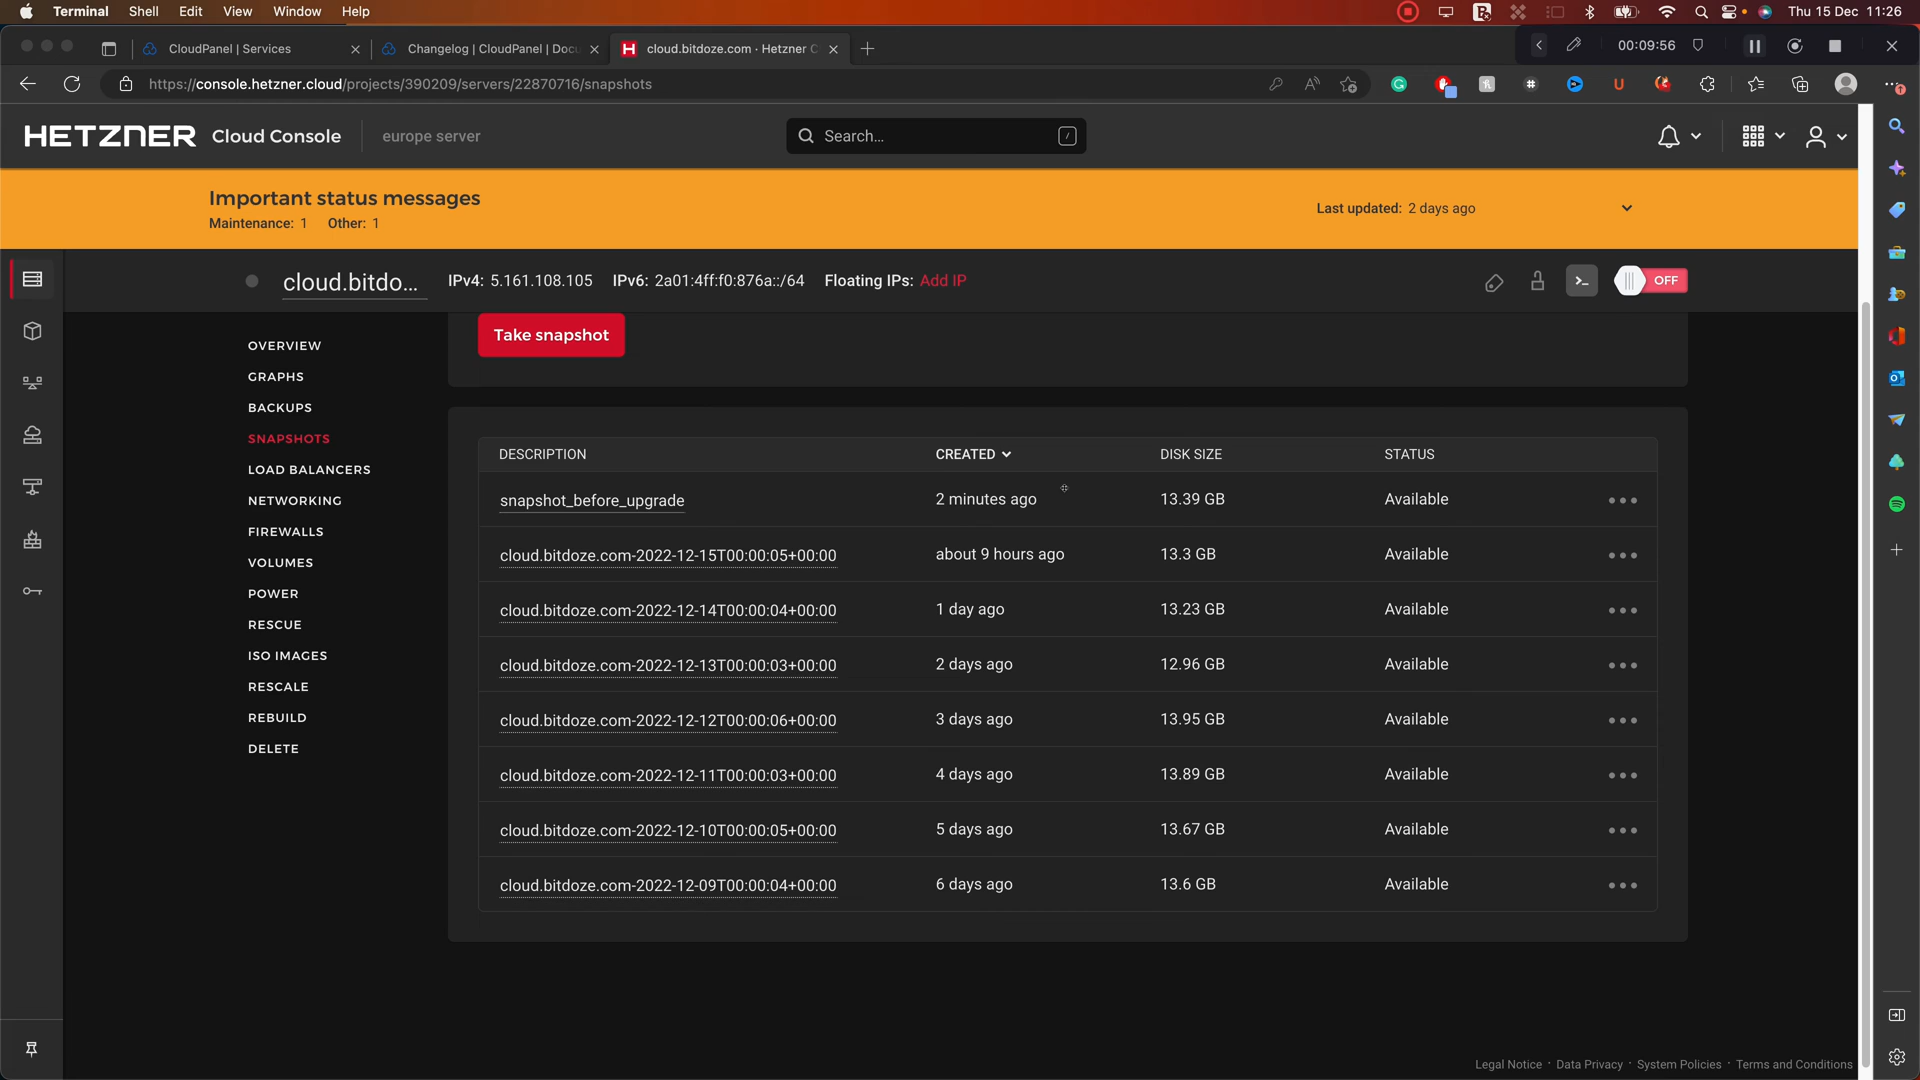 Terminal Shell Edit View Window Help Thu 15 Dec 11:26
CloudPanel | Services Changelog | CloudPanel | Docu cloud.bitdoze.com · Hetzner C 00:09:56
https://console.hetzner.cloud/projects/390209/servers/22870716/snapshots
HETZNER Cloud Console europe server Search... /
Important status messages
Maintenance: 1 Other: 1
Last updated: 2 days ago
cloud.bitdo... IPv4: 5.161.108.105 IPv6: 2a01:4ff:f0:876a::/64 Floating IPs: Add IP OFF
Take snapshot
OVERVIEW
GRAPHS
BACKUPS
SNAPSHOTS
LOAD BALANCERS
NETWORKING
FIREWALLS
VOLUMES
POWER
RESCUE
ISO IMAGES
RESCALE
REBUILD
DELETE
DESCRIPTION CREATED DISK SIZE STATUS
snapshot_before_upgrade 2 minutes ago 13.39 GB Available
cloud.bitdoze.com-2022-12-15T00:00:05+00:00 about 9 hours ago 13.3 GB Available
cloud.bitdoze.com-2022-12-14T00:00:04+00:00 1 day ago 13.23 GB Available
cloud.bitdoze.com-2022-12-13T00:00:03+00:00 2 days ago 12.96 GB Available
cloud.bitdoze.com-2022-12-12T00:00:06+00:00 3 days ago 13.95 GB Available
cloud.bitdoze.com-2022-12-11T00:00:03+00:00 4 days ago 13.89 GB Available
cloud.bitdoze.com-2022-12-10T00:00:05+00:00 5 days ago 13.67 GB Available
cloud.bitdoze.com-2022-12-09T00:00:04+00:00 6 days ago 13.6 GB Available
Legal Notice · Data Privacy · System Policies · Terms and Conditions